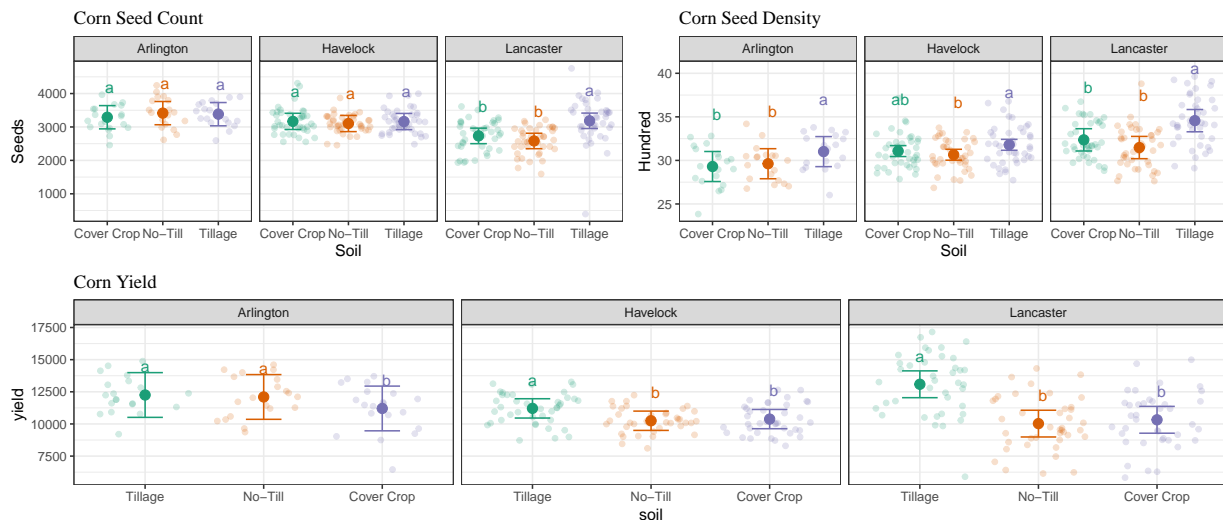 Corn Seed Count
Arlington Havelock Lancaster
a a a a a a b b a
Seeds
4000
3000
2000
1000
Cover Crop No−Till Tillage Cover Crop No−Till Tillage Cover Crop No−Till Tillage
Soil
Corn Seed Density
Arlington Havelock Lancaster
b b a ab b a b b a
Hundred
40
35
30
25
Cover Crop No−Till Tillage Cover Crop No−Till Tillage Cover Crop No−Till Tillage
Soil
Corn Yield
Arlington Havelock Lancaster
a a b a b b a b b
yield
17500
15000
12500
10000
7500
Tillage No−Till Cover Crop Tillage No−Till Cover Crop Tillage No−Till Cover Crop
soil